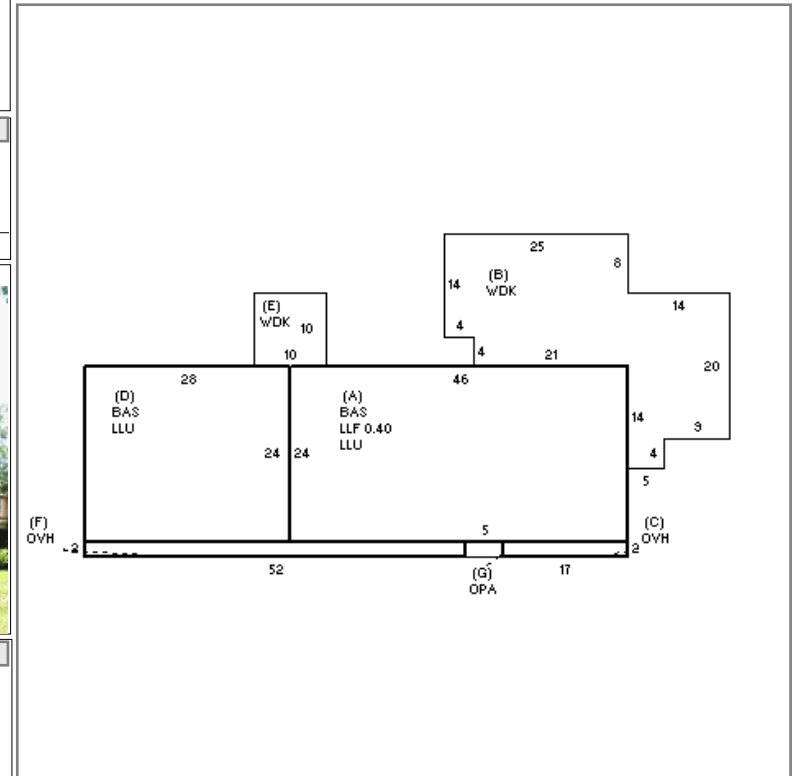 25
8
(B)
WDK
14
14
(E)
WDK
10
4
4
21
10
20
28
46
(D)
BAS
LLU
(A)
BAS
LLF 0.40
LLU
14
9
24
24
4
5
5
(F)
OVH
(C)
OVH
2
2
52
(G)
OPA
17